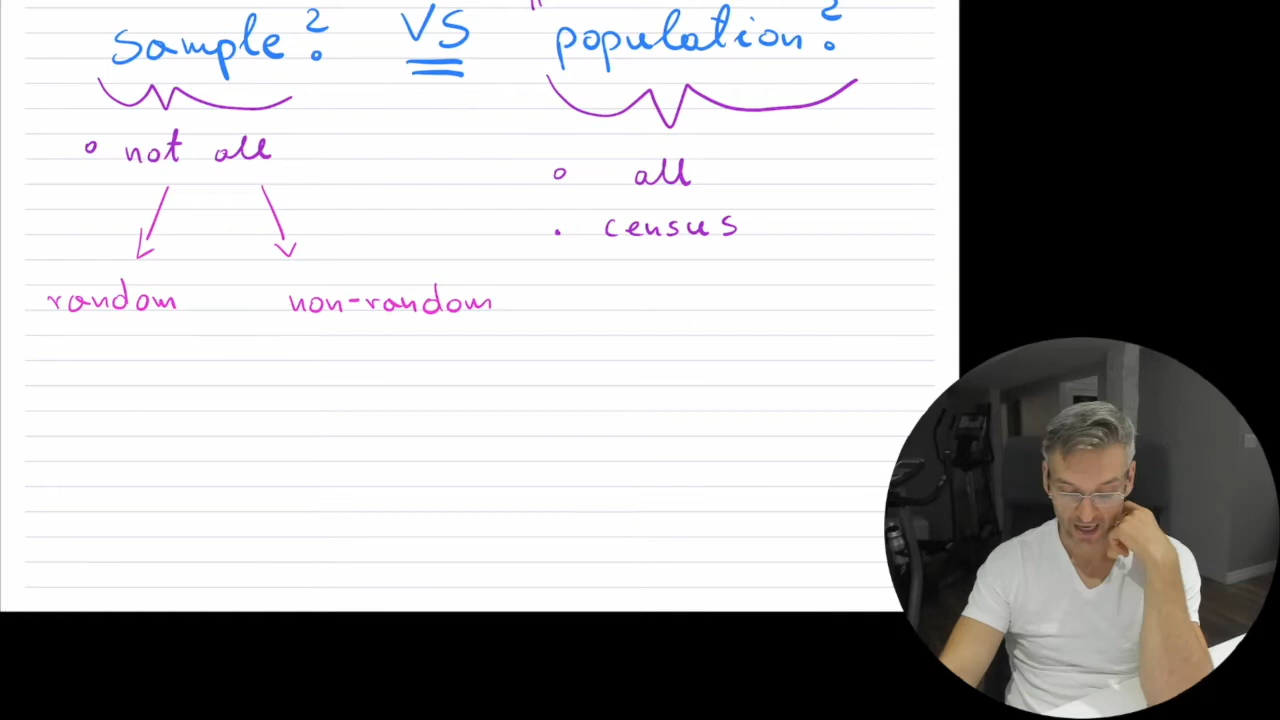 sample? VS population?
• not all
• all
• census
random non-random